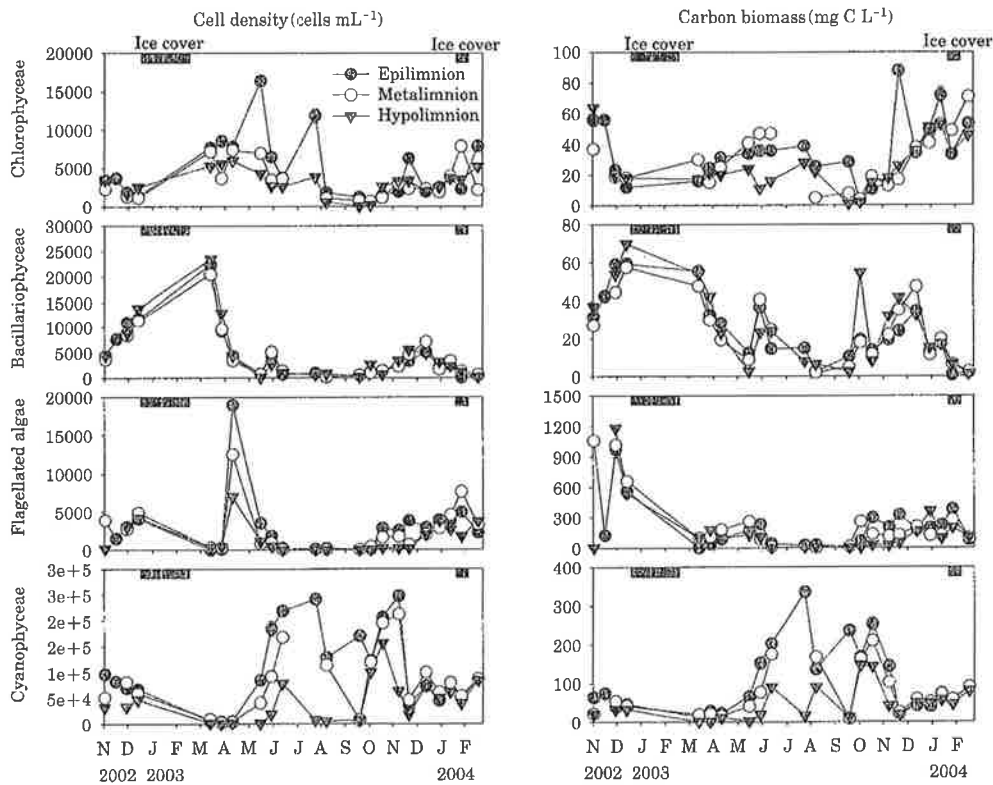 Cell density (cells mL⁻¹)
Carbon biomass (mg C L⁻¹)
Ice cover
Ice cover
Ice cover
Ice cover
Epilimnion
Metalimnion
Hypolimnion
Chlorophyceae
20000
15000
10000
5000
0
100
80
60
40
20
0
Bacillariophyceae
30000
25000
20000
15000
10000
5000
0
80
60
40
20
0
Flagellated algae
20000
15000
10000
5000
0
1500
1200
900
600
300
0
Cyanophyceae
3e+5
3e+5
2e+5
2e+5
1e+5
5e+4
0
400
300
200
100
0
N D J F M A M J J A S O N D J F
2002 2003 2004
N D J F M A M J J A S O N D J F
2002 2003 2004